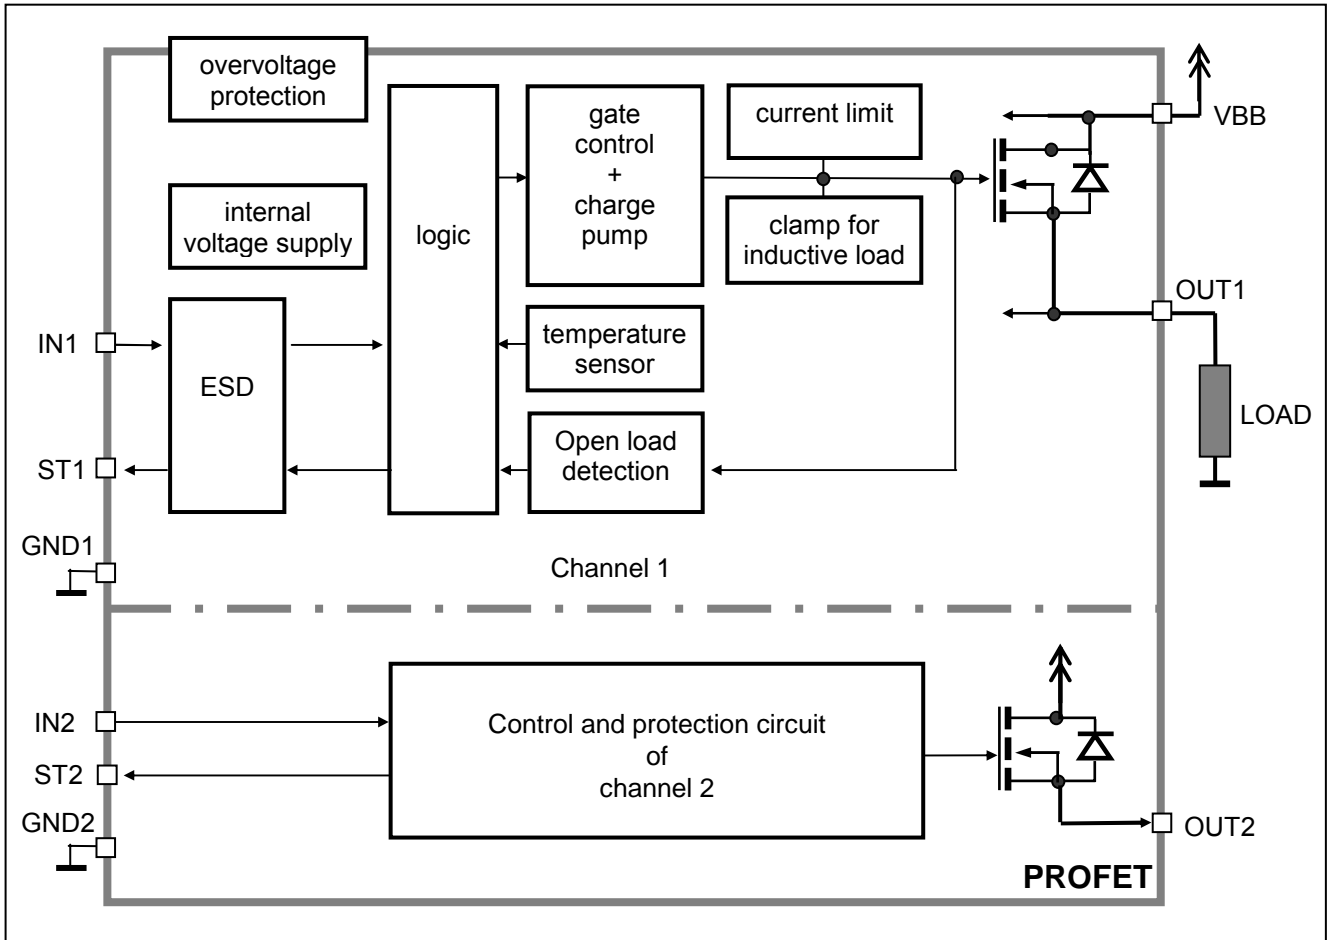 overvoltage
protection
gate
control
+
charge
pump
current limit
VBB
internal
voltage supply
logic
clamp for
inductive load
OUT1
IN1
ESD
temperature
sensor
LOAD
ST1
Open load
detection
GND1
Channel 1
IN2
Control and protection circuit
of
channel 2
ST2
GND2
OUT2
PROFET